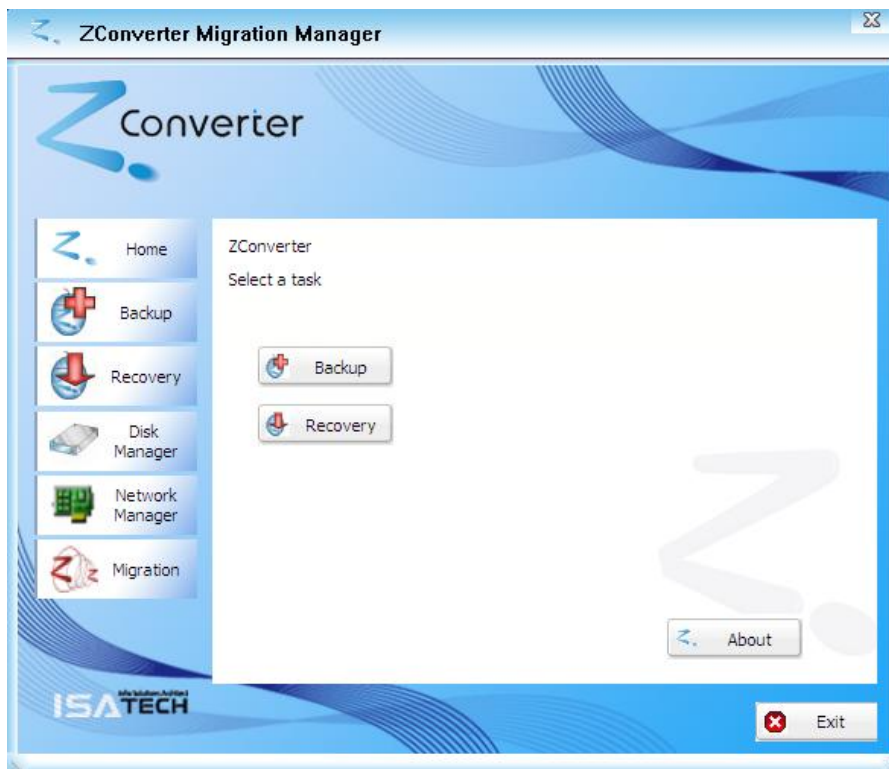 ZConverter Migration Manager
Z. Converter
Home
ZConverter
Select a task
Backup
Recovery
Disk
Manager
Network
Manager
Migration
Backup
Recovery
About
ISATECH
Exit